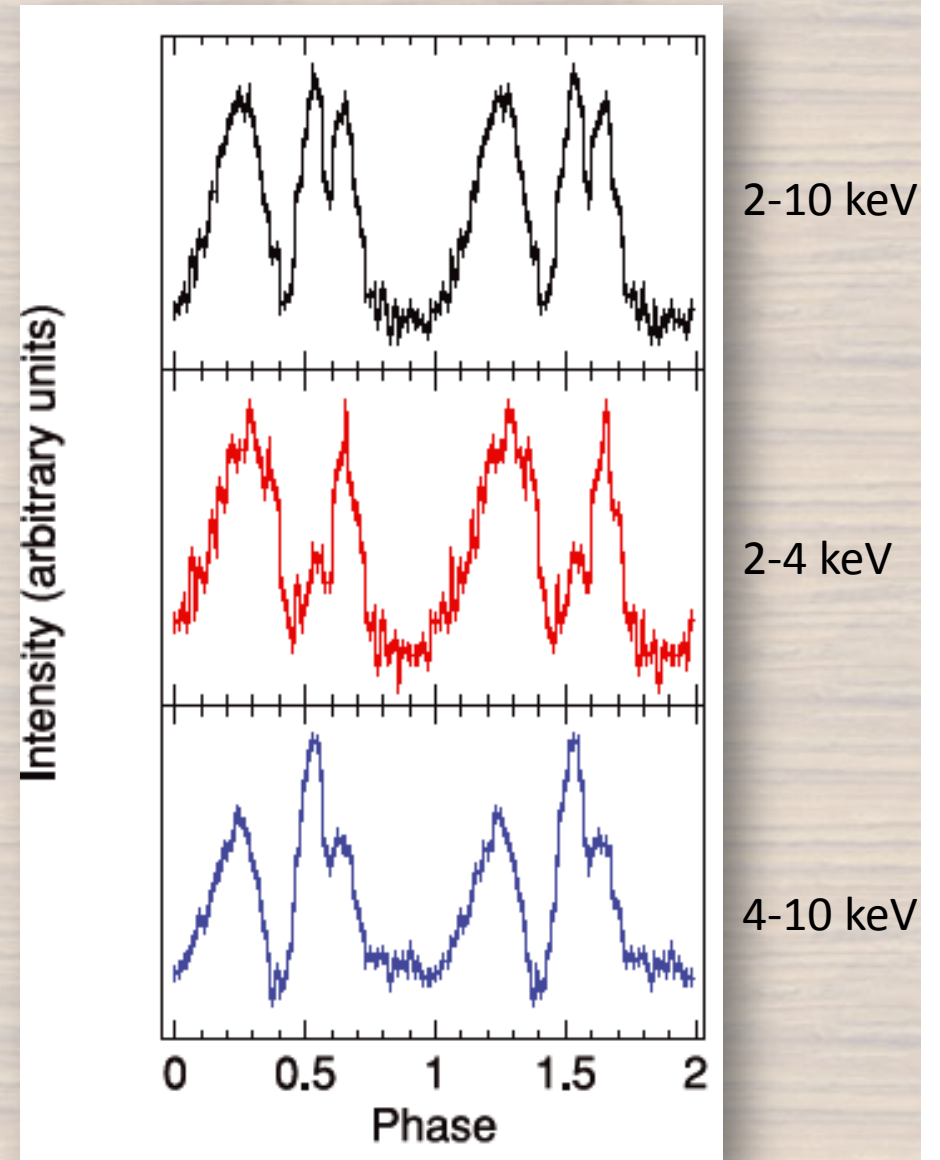 2-10 keV
Intensity (arbitrary units)
2-4 keV
4-10 keV
0 0.5 1 1.5 2
Phase